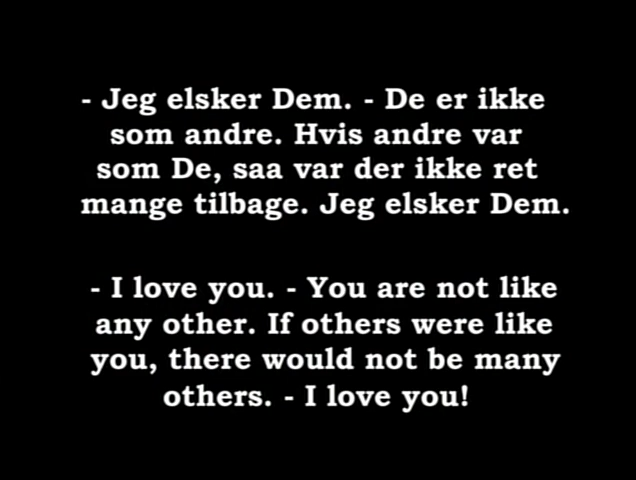 - Jeg elsker Dem. - De er ikke
som andre. Hvis andre var
som De, saa var der ikke ret
mange tilbage. Jeg elsker Dem.
- I love you. - You are not like
any other. If others were like
you, there would not be many
others. - I love you!